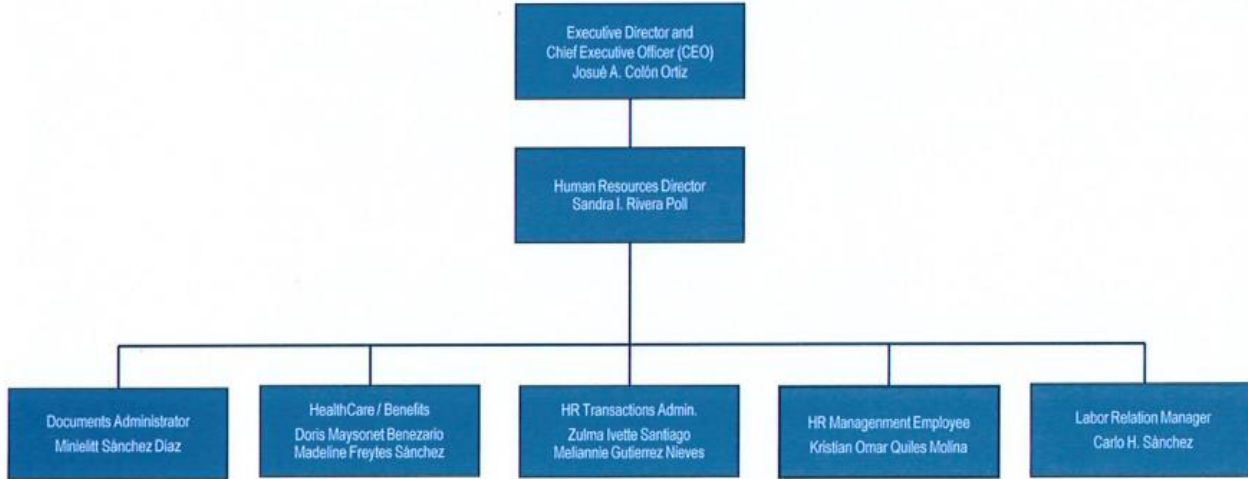 Executive Director and
Chief Executive Officer (CEO)
Josué A. Colón Ortiz
Human Resources Director
Sandra I. Rivera Poll
Documents Administrator
Minielitt Sánchez Díaz
HealthCare / Benefits
Doris Maysonet Benezario
Madeline Freytes Sánchez
HR Transactions Admin.
Zulma Ivette Santiago
Meliannie Gutierrez Nieves
HR Managenment Employee
Kristian Omar Quiles Molina
Labor Relation Manager
Carlo H. Sánchez